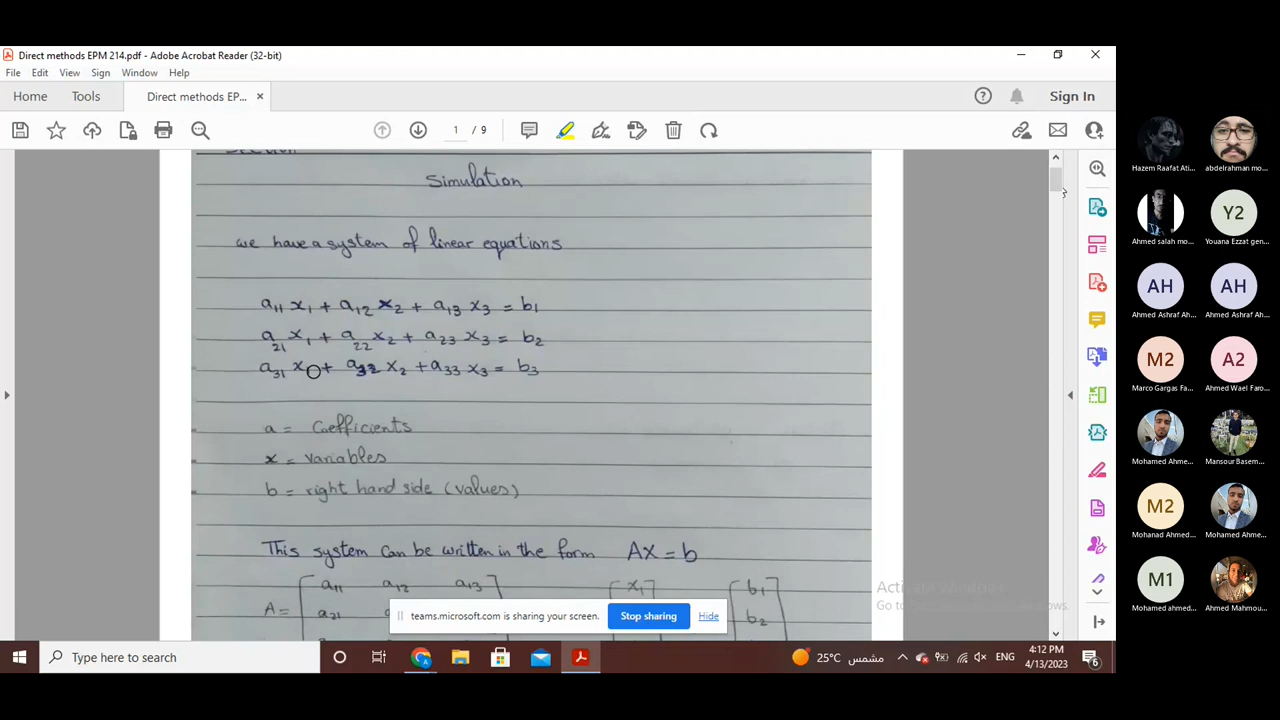 Direct methods EPM 214.pdf - Adobe Acrobat Reader (32-bit)
File Edit View Sign Window Help
Home Tools Direct methods EP... × Sign In
1 / 9
Simulation
we have a system of linear equations
a11 x1 + a12 x2 + a13 x3 = b1
a21 x1 + a22 x2 + a23 x3 = b2
a31 x + a32 x2 + a33 x3 = b3
a = Coefficients
x = variables
b = right hand side (values)
This system can be written in the form AX = b
a11 a12 a13 x1 b1
A = a21 b2
teams.microsoft.com is sharing your screen. Stop sharing Hide
Type here to search
25°C مشمس ENG 4:12 PM
4/13/2023 6
Hazem Raafat Ati... abdelrahman mo...
Y2
Ahmed salah mo... Youana Ezzat gen...
AH AH
Ahmed Ashraf Ah... Ahmed Ashraf Ah...
M2 A2
Marco Gargas Fa... Ahmed Wael Faro...
Mohamed Ahme... Mansour Basem...
M2
Mohanad Ahmed... Mohamed Ahme...
M1
Mohamed ahmed... Ahmed Mahmou...